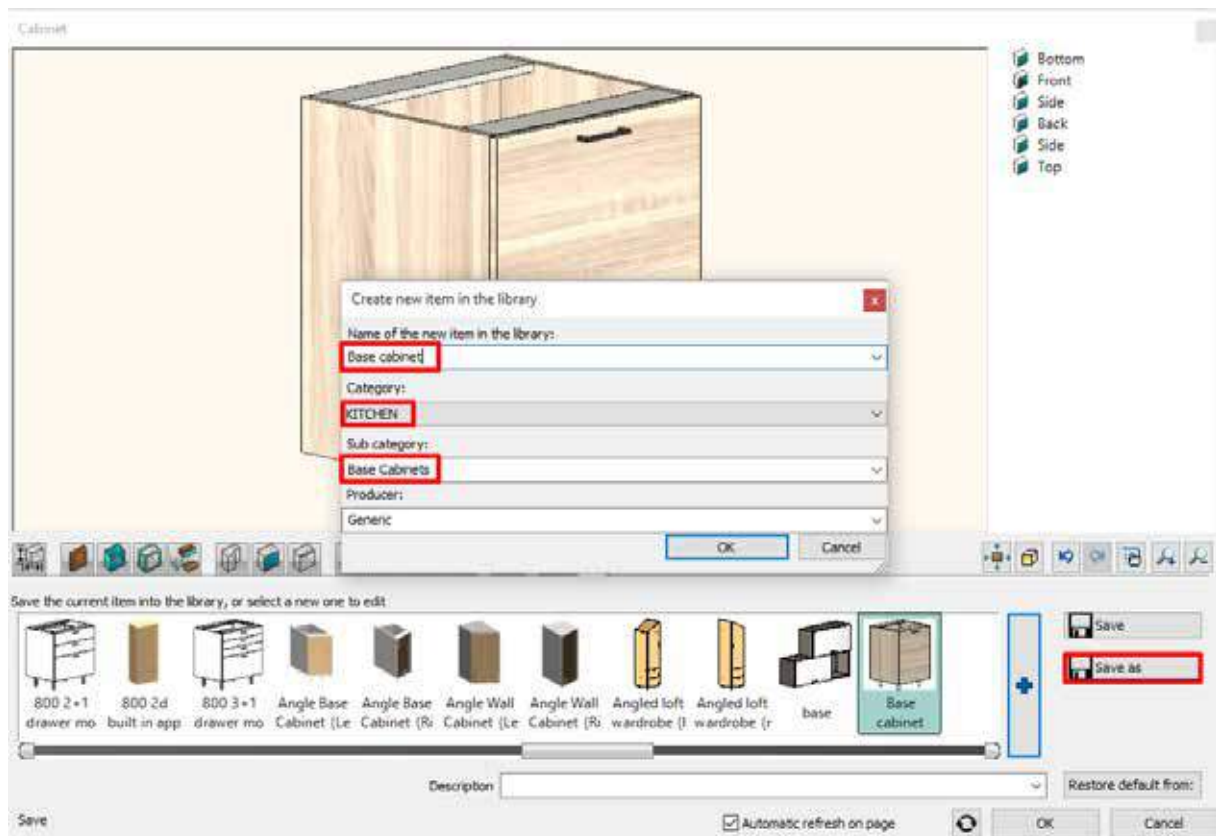 Cabinet
Bottom
Front
Side
Back
Side
Top
Create new item in the library
x
Name of the new item in the library:
Base cabinet
Category:
KITCHEN
Sub category:
Base Cabinets
Producer:
Generic
OK
Cancel
Save the current item into the library, or select a new one to edit
Save
Save as
800 2+1
drawer mo
800 2d
built in app
800 3+1
drawer mo
Angle Base
Cabinet (Le
Angle Base
Cabinet (Ri
Angle Wall
Cabinet (Le
Angle Wall
Cabinet (Ri
Angled loft
wardrobe (l
Angled loft
wardrobe (r
base
Base
cabinet
Description
Restore default from:
Save
Automatic refresh on page
OK
Cancel